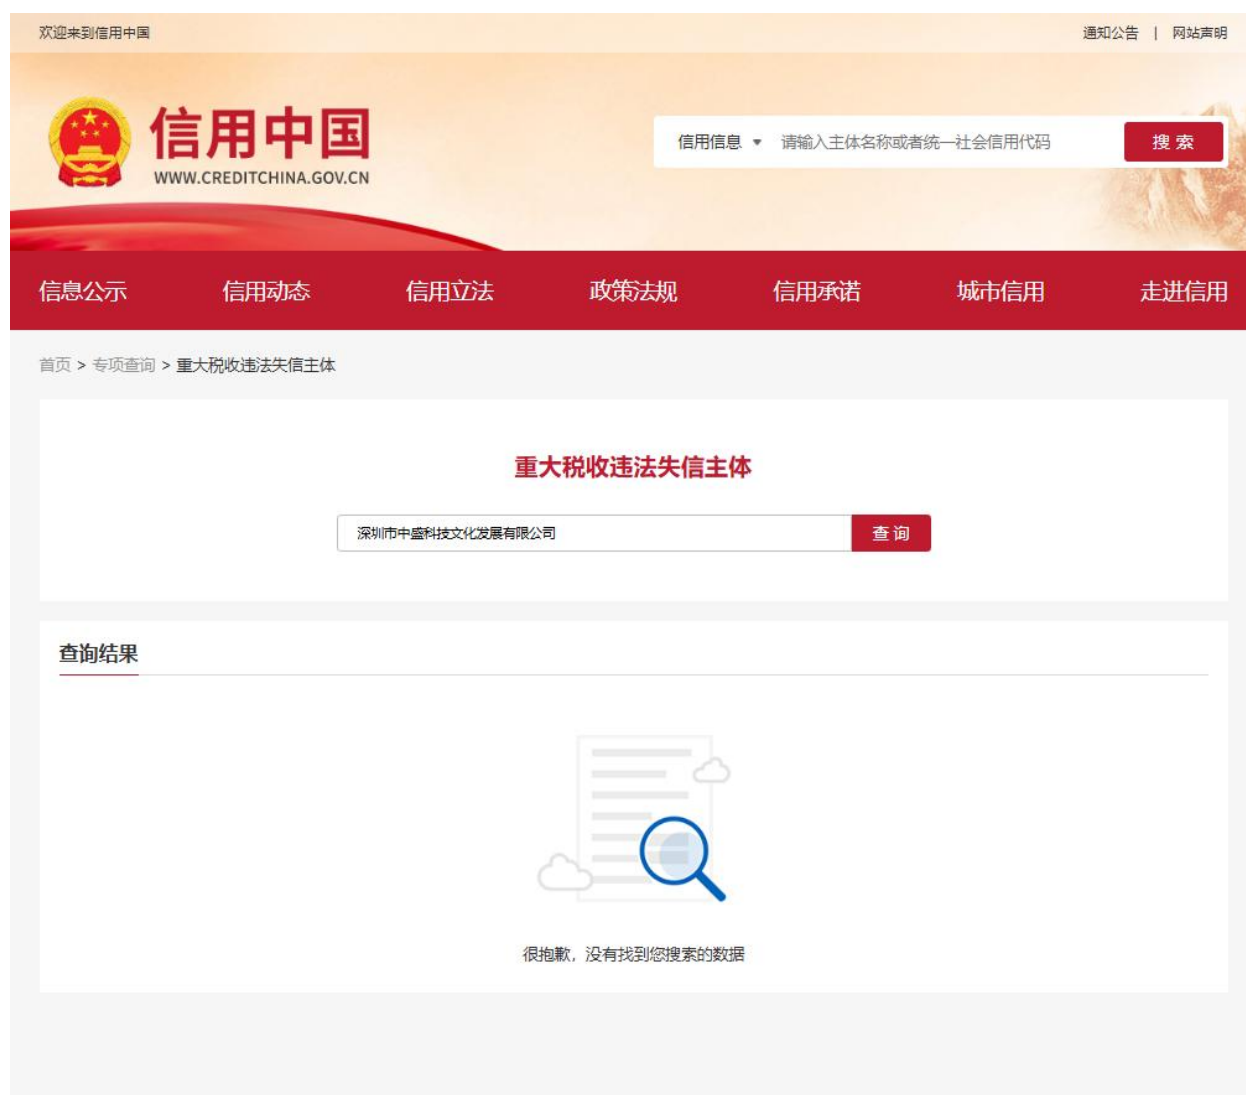 欢迎来到信用中国
通知公告 | 网站声明
信用中国
WWW.CREDITCHINA.GOV.CN
信用信息 请输入主体名称或者统一社会信用代码 搜索
信息公示 信用动态 信用立法 政策法规 信用承诺 城市信用 走进信用
首页 > 专项查询 > 重大税收违法失信主体
重大税收违法失信主体
深圳市中盛科技文化发展有限公司 查询
查询结果
很抱歉，没有找到您搜索的数据